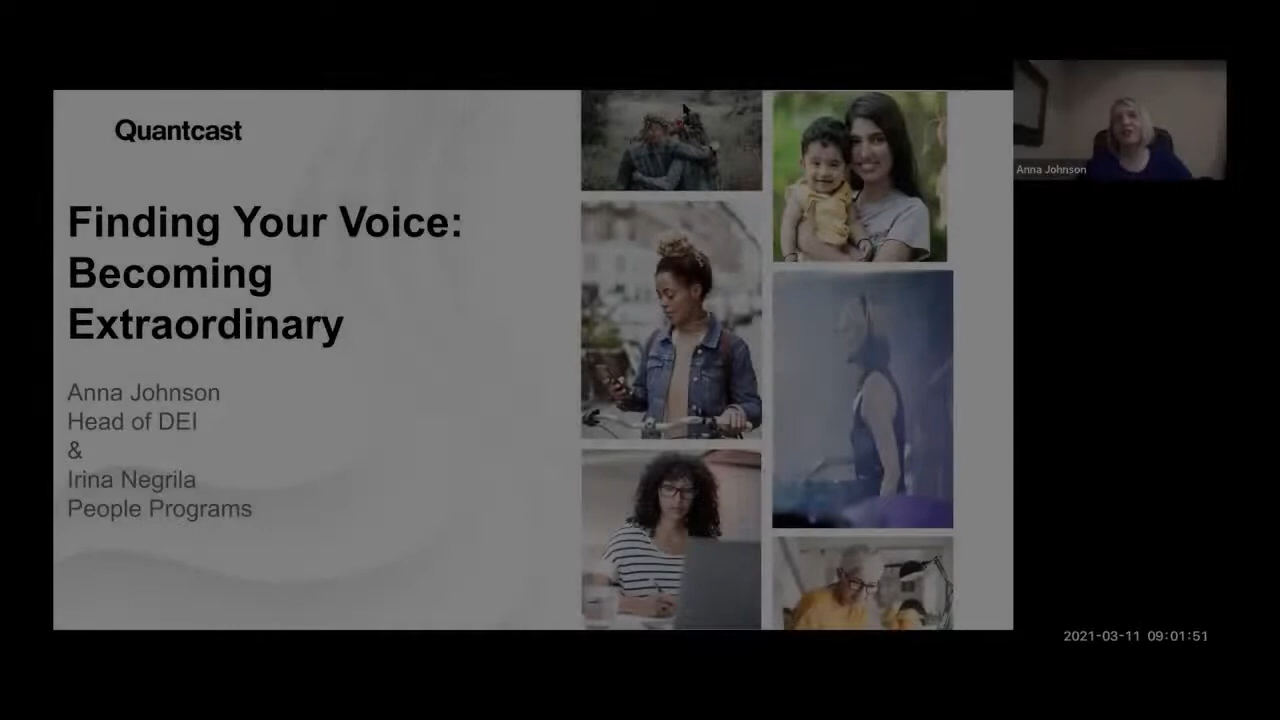 Quantcast
Finding Your Voice:
Becoming
Extraordinary
Anna Johnson
Head of DEI
&
Irina Negrila
People Programs
Anna Johnson
2021-03-11 09:01:51